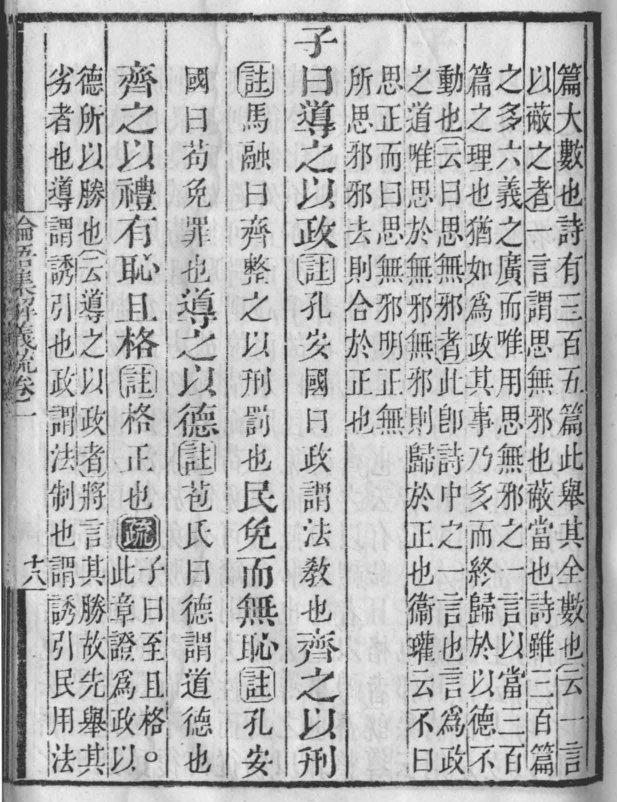 篇大數也詩有三百五篇此舉其全數也云一言
以蔽之者一言謂思無邪也蔽當也詩雖三百篇
之多六義之廣而唯用思無邪之一言以當三百
篇之理也猶如爲政其事乃多而終歸於以德不
動也云曰思無邪者此卽詩中之一言也言爲政
之道唯思於無邪無邪則歸於正也衞瓘云不曰
思正而曰思無邪明正無
所思邪邪去則合於正也
子曰導之以政註孔安國曰政謂法敎也齊之以刑
註馬融曰齊整之以刑罰也民免而無恥註孔安
國曰苟免罪也導之以德註苞氏曰德謂道德也
齊之以禮有恥且格註格正也疏子曰至且格。
此章證爲政以
德所以勝也云導之以政者將言其勝故先舉其
劣者也導謂誘引也政謂法制也謂誘引民用法
論語集解義疏卷一
十八